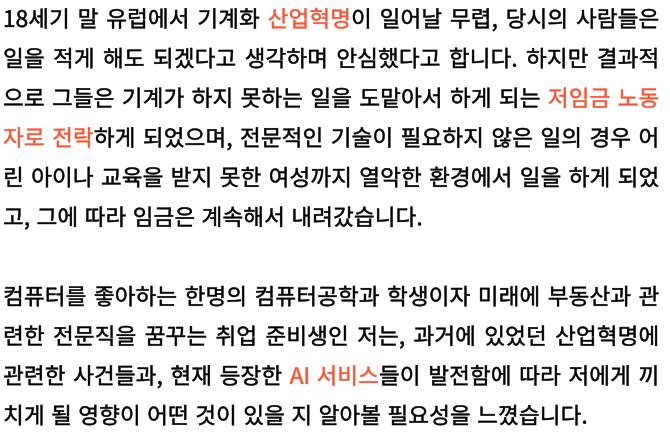 18세기 말 유럽에서 기계화 산업혁명이 일어날 무렵, 당시의 사람들은
일을 적게 해도 되겠다고 생각하며 안심했다고 합니다. 하지만 결과적
으로 그들은 기계가 하지 못하는 일을 도맡아서 하게 되는 저임금 노동
자로 전락하게 되었으며, 전문적인 기술이 필요하지 않은 일의 경우 어
린 아이나 교육을 받지 못한 여성까지 열악한 환경에서 일을 하게 되었
고, 그에 따라 임금은 계속해서 내려갔습니다.
컴퓨터를 좋아하는 한명의 컴퓨터공학과 학생이자 미래에 부동산과 관
련한 전문직을 꿈꾸는 취업 준비생인 저는, 과거에 있었던 산업혁명에
관련한 사건들과, 현재 등장한 AI 서비스들이 발전함에 따라 저에게 끼
치게 될 영향이 어떤 것이 있을 지 알아볼 필요성을 느꼈습니다.